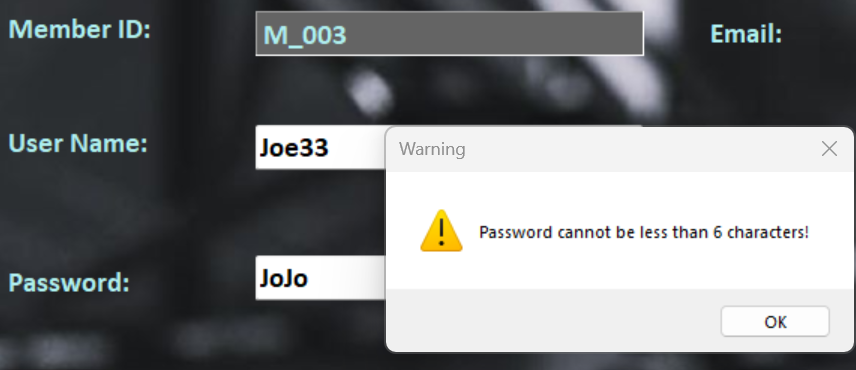 Member ID:
M_003
Email:
User Name:
Joe33
Warning
Password cannot be less than 6 characters!
Password:
JoJo
OK